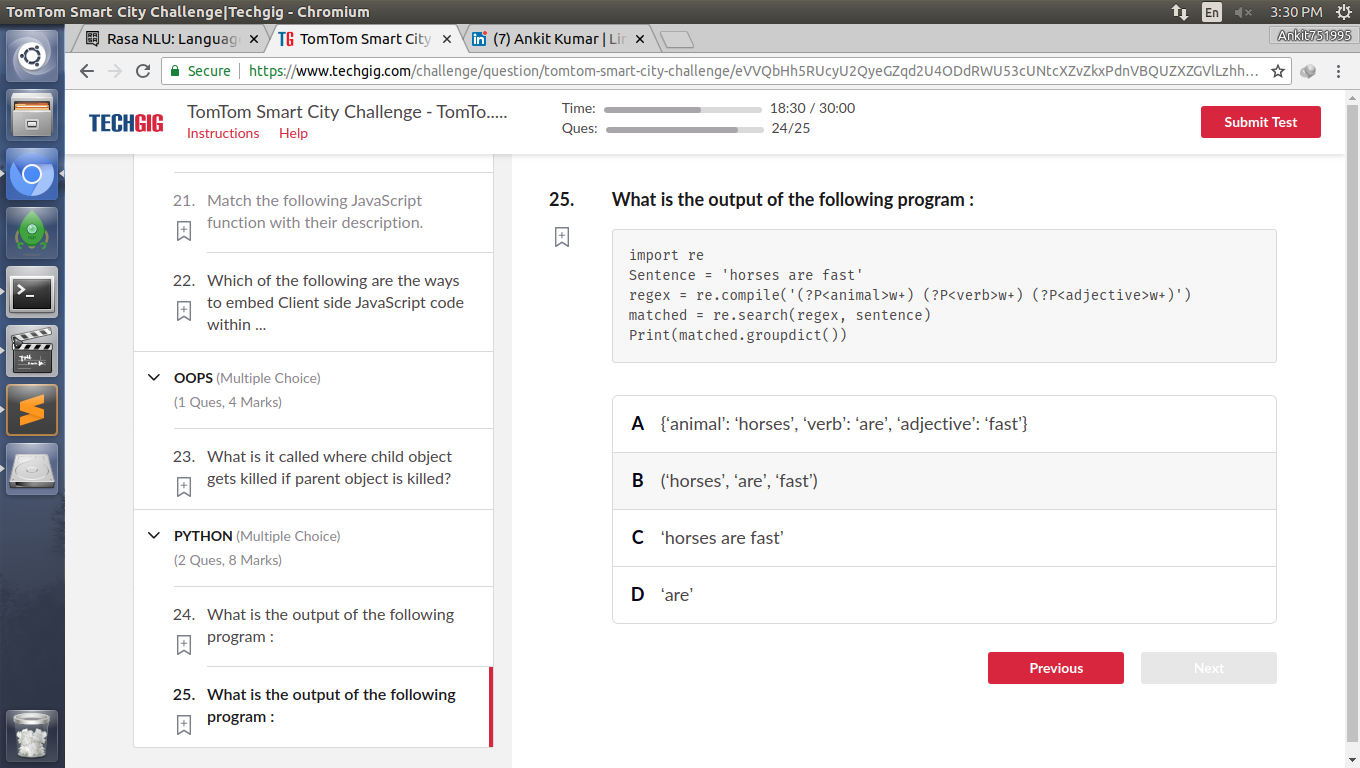 TomTom Smart City Challenge|Techgig - Chromium
En
3:30 PM
Rasa NLU: Languag
TG TomTom Smart City
in (7) Ankit Kumar | Lin
Ankit751995
Secure
https://www.techgig.com/challenge/question/tomtom-smart-city-challenge/eVVQbHh5RUcyU2QyeGZqd2U4ODdRWU53cUNtcXZvZkxPdnVBQUZXZGVlLzhh...
TECHGIG
TomTom Smart City Challenge - TomTo.....
Instructions
Help
Time:
18:30 / 30:00
Ques:
24/25
Submit Test
21. Match the following JavaScript
function with their description.
22. Which of the following are the ways
to embed Client side JavaScript code
within ...
OOPS (Multiple Choice)
(1 Ques, 4 Marks)
23. What is it called where child object
gets killed if parent object is killed?
PYTHON (Multiple Choice)
(2 Ques, 8 Marks)
24. What is the output of the following
program :
25. What is the output of the following
program :
25. What is the output of the following program :
import re
Sentence = 'horses are fast'
regex = re.compile('(?P<animal>w+) (?P<verb>w+) (?P<adjective>w+)')
matched = re.search(regex, sentence)
Print(matched.groupdict())
A {‘animal’: ‘horses’, ‘verb’: ‘are’, ‘adjective’: ‘fast’}
B (‘horses’, ‘are’, ‘fast’)
C ‘horses are fast’
D ‘are’
Previous
Next